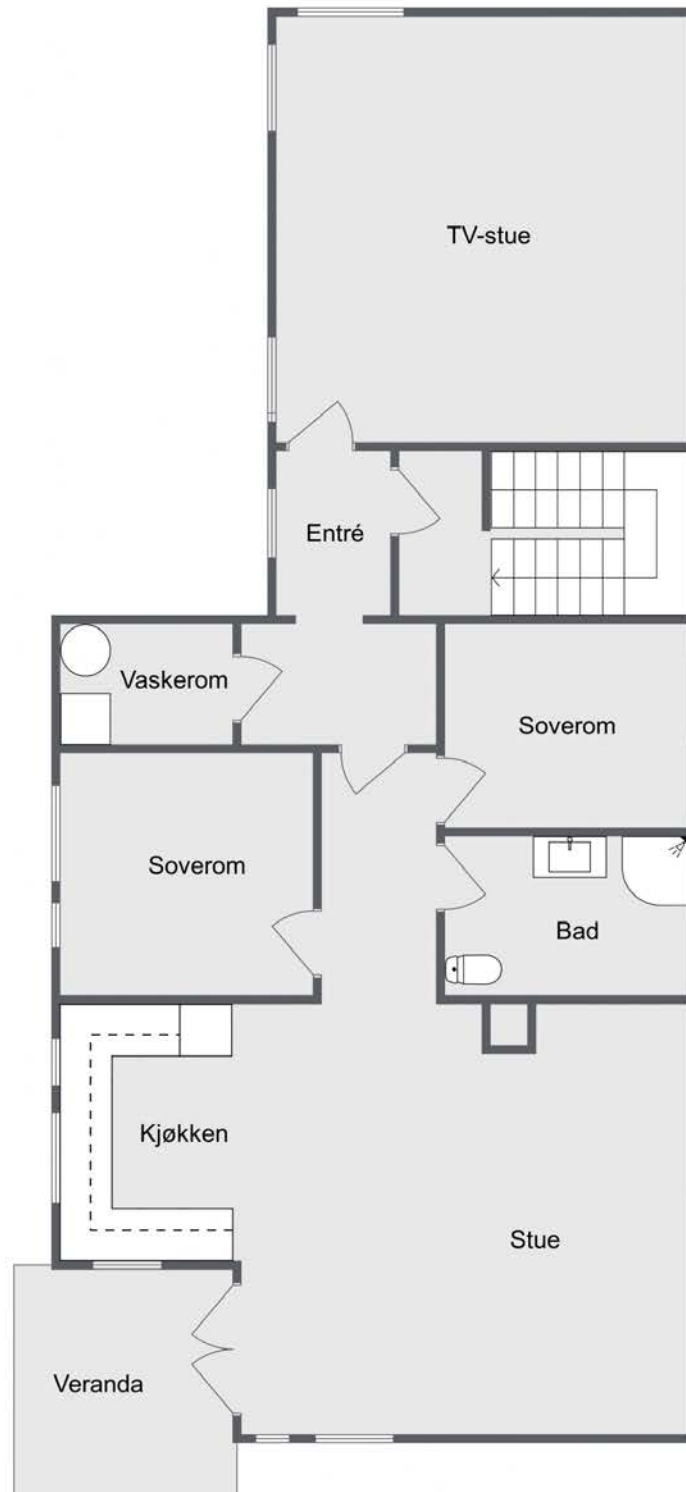 TV-stue
Entré
Vaskerom
Soverom
Soverom
Bad
Kjøkken
Stue
Veranda